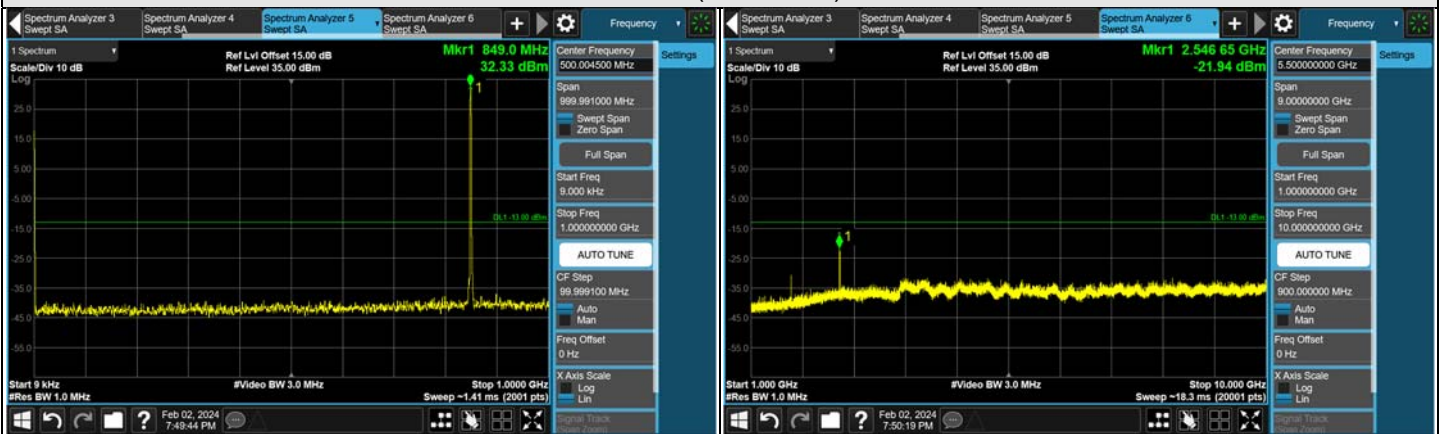 Spectrum Analyzer 3
Swept SA
Spectrum Analyzer 4
Swept SA
Spectrum Analyzer 5
Swept SA
Spectrum Analyzer 6
Swept SA
+
Frequency
1 Spectrum
Scale/Div 10 dB
Log
Ref Lvl Offset 15.00 dB
Ref Level 35.00 dBm
Mkr1 849.0 MHz
32.33 dBm
1
25.0
15.0
5.00
-5.00
-15.0
-25.0
-35.0
-45.0
-55.0
DL1 -13.00 dBm
Start 9 kHz
#Res BW 1.0 MHz
#Video BW 3.0 MHz
Stop 1.0000 GHz
Sweep ~1.41 ms (2001 pts)
Center Frequency
500.004500 MHz
Span
999.991000 MHz
Swept Span
Zero Span
Full Span
Start Freq
9.000 kHz
Stop Freq
1.000000000 GHz
AUTO TUNE
CF Step
99.999100 MHz
Auto
Man
Freq Offset
0 Hz
X Axis Scale
Log
Lin
Signal Track
(Span Zoom)
Settings
?
Feb 02, 2024
7:49:44 PM
Spectrum Analyzer 3
Swept SA
Spectrum Analyzer 4
Swept SA
Spectrum Analyzer 5
Swept SA
Spectrum Analyzer 6
Swept SA
+
Frequency
1 Spectrum
Scale/Div 10 dB
Log
Ref Lvl Offset 15.00 dB
Ref Level 35.00 dBm
Mkr1 2.546 65 GHz
-21.94 dBm
1
25.0
15.0
5.00
-5.00
-15.0
-25.0
-35.0
-45.0
-55.0
DL1 -13.00 dBm
Start 1.000 GHz
#Res BW 1.0 MHz
#Video BW 3.0 MHz
Stop 10.000 GHz
Sweep ~18.3 ms (20001 pts)
Center Frequency
5.500000000 GHz
Span
9.00000000 GHz
Swept Span
Zero Span
Full Span
Start Freq
1.000000000 GHz
Stop Freq
10.000000000 GHz
AUTO TUNE
CF Step
900.000000 MHz
Auto
Man
Freq Offset
0 Hz
X Axis Scale
Log
Lin
Signal Track
(Span Zoom)
Settings
?
Feb 02, 2024
7:50:19 PM